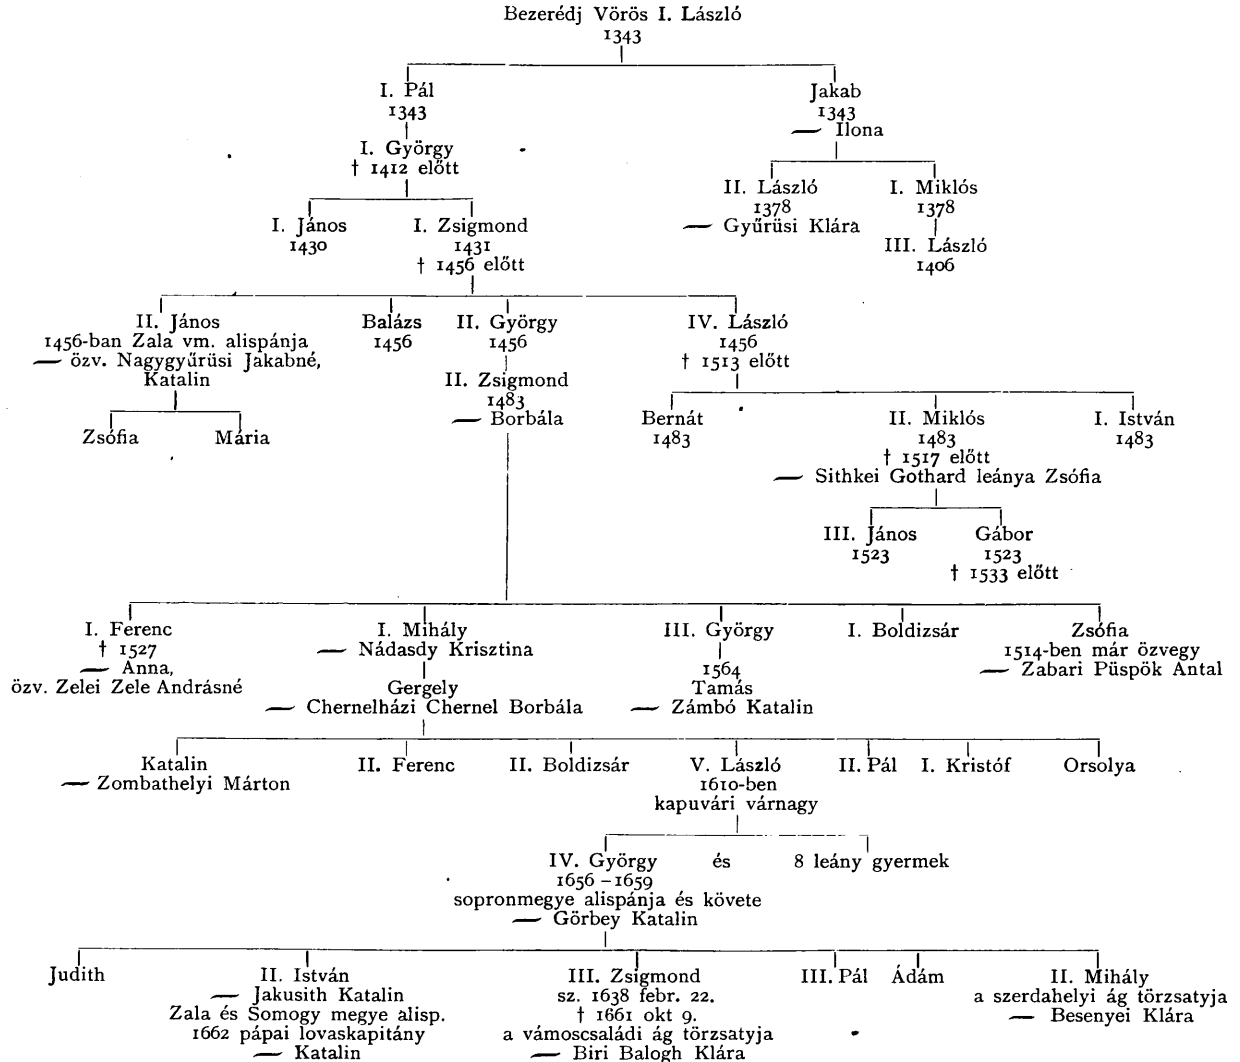 Bezerédj Vörös I. László
1343
I. Pál
1343
Jakab
1343
— Ilona
I. György
† 1412 előtt
II. László
1378
— Gyűrüsi Klára
I. Miklós
1378
III. László
1406
I. János
1430
I. Zsigmond
1431
† 1456 előtt
II. János
1456-ban Zala vm. alispánja
— özv. Nagygyűrüsi Jakabné,
Katalin
Balázs
1456
II. György
1456
IV. László
1456
† 1513 előtt
II. Zsigmond
1483
— Borbála
Zsófia
Mária
Bernát
1483
II. Miklós
1483
† 1517 előtt
— Sithkei Gothard leánya Zsófia
I. István
1483
III. János
1523
Gábor
1523
† 1533 előtt
I. Ferenc
† 1527
— Anna,
özv. Zelei Zele Andrásné
I. Mihály
— Nádasdy Krisztina
Gergely
— Chernelházi Chernel Borbála
III. György
1564
Tamás
— Zámbó Katalin
I. Boldizsár
Zsófia
1514-ben már özvegy
— Zabari Püspök Antal
Katalin
— Zombathelyi Márton
II. Ferenc
II. Boldizsár
V. László
1610-ben
kapuvári várnagy
II. Pál
I. Kristóf
Orsolya
IV. György és 8 leány gyermek
1656 – 1659
sopronmegye alispánja és követe
— Görbey Katalin
Judith
II. István
— Jakusith Katalin
Zala és Somogy megye alisp.
1662 pápai lovaskapitány
— Katalin
III. Zsigmond
sz. 1638 febr. 22.
† 1661 okt 9.
a vámoscsaládi ág törzsatyja
— Biri Balogh Klára
III. Pál
Ádám
II. Mihály
a szerdahelyi ág törzsatyja
— Besenyei Klára